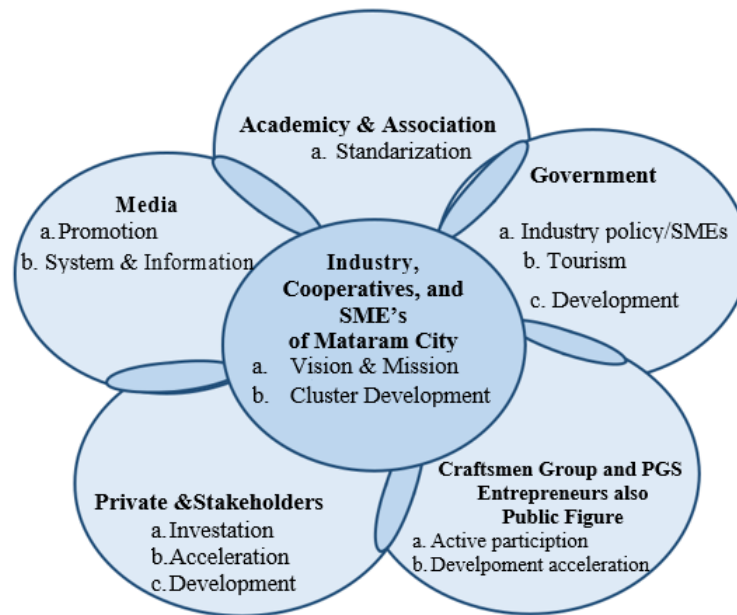 Academicy & Association
a. Standarization
Government
a. Industry policy/SMEs
b. Tourism
c. Development
Media
a. Promotion
b. System & Information
Industry,
Cooperatives, and
SME's
of Mataram City
a. Vision & Mission
b. Cluster Development
Private &Stakeholders
a. Investation
b. Acceleration
c. Development
Craftsmen Group and PGS
Entrepreneurs also
Public Figure
a. Active particiption
b. Develpoment acceleration